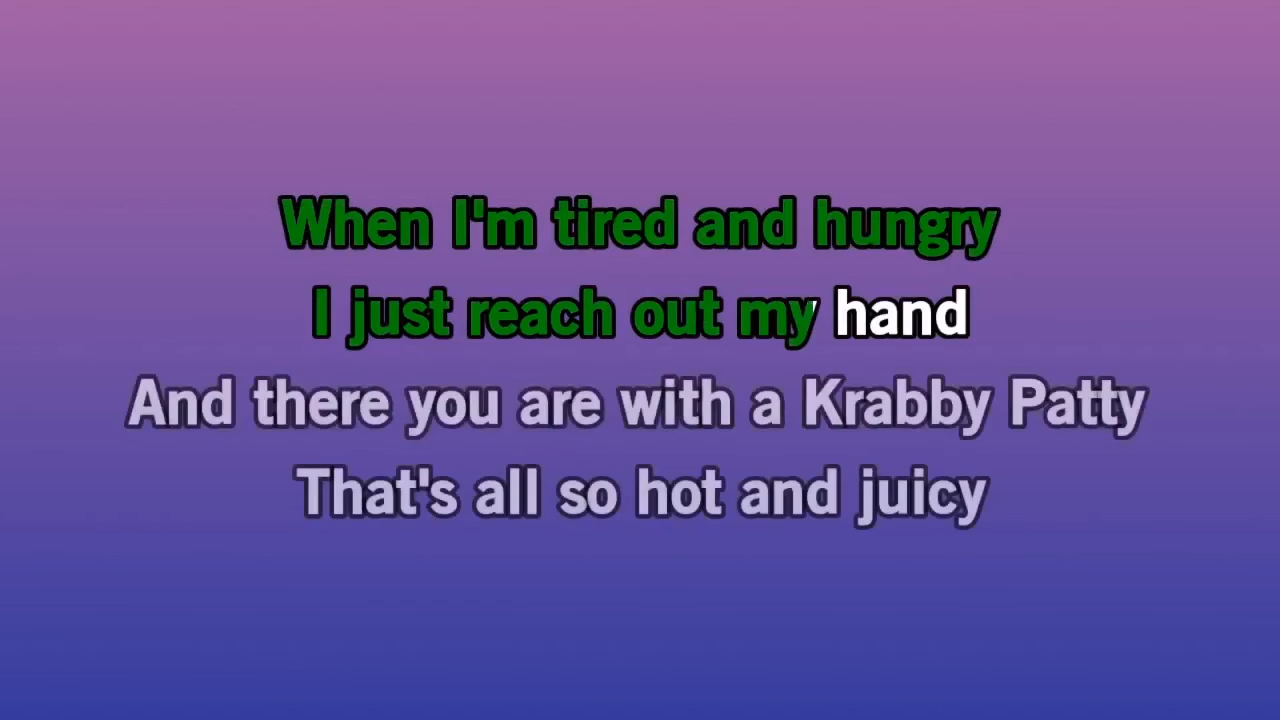 When I'm tired and hungry
I just reach out my hand
And there you are with a Krabby Patty
That's all so hot and juicy